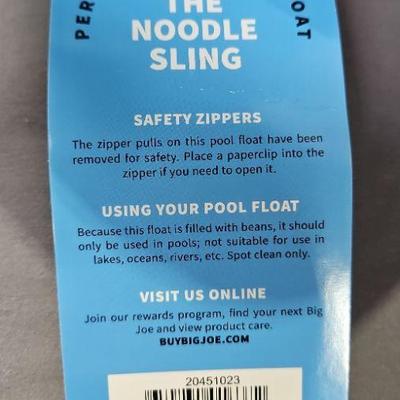 THE
NOODLE
SLING
SAFETY ZIPPERS
The zipper pulls on this pool float have been
removed for safety. Place a paperclip into the
zipper if you need to open it.
USING YOUR POOL FLOAT
Because this float is filled with beans, it should
only be used in pools; not suitable for use in
lakes, oceans, rivers, etc. Spot clean only.
VISIT US ONLINE
Join our rewards program, find your next Big
Joe and view product care.
BUYBIGJOE.COM
20451023